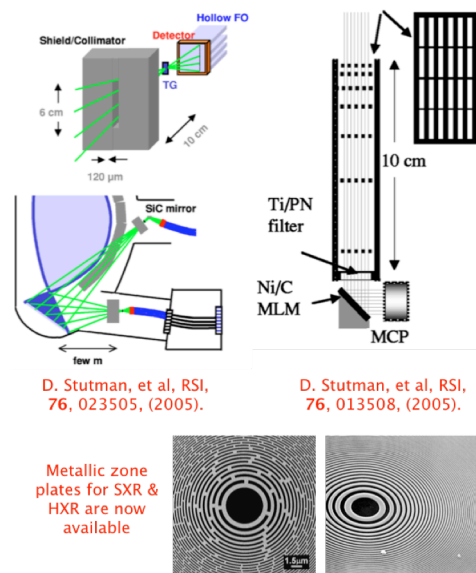 Hollow FO
Detector
Shield/Collimator
TG
6 cm
10 cm
120 µm
SiC mirror
few m
D. Stutman, et al, RSI,
76, 023505, (2005).
10 cm
Ti/PN
filter
Ni/C
MLM
MCP
D. Stutman, et al, RSI,
76, 013508, (2005).
Metallic zone
plates for SXR &
HXR are now
available
1.5µm